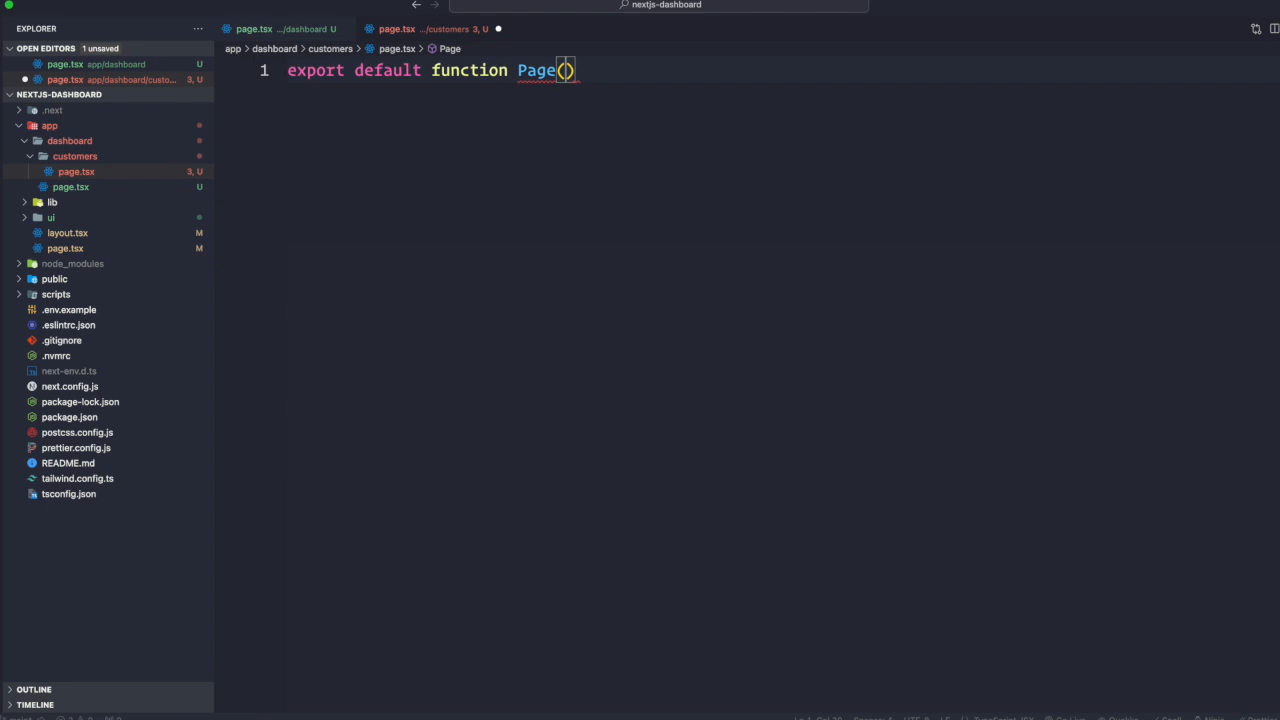 nextjs-dashboard
EXPLORER
page.tsx .../dashboard U
page.tsx .../customers 3, U
OPEN EDITORS 1 unsaved
page.tsx app/dashboard U
page.tsx app/dashboard/custo... 3, U
app > dashboard > customers > page.tsx > Page
1 export default function Page()
NEXTJS-DASHBOARD
.next
app
dashboard
customers
page.tsx 3, U
page.tsx U
lib
ui
layout.tsx M
page.tsx M
node_modules
public
scripts
.env.example
.eslintrc.json
.gitignore
.nvmrc
next-env.d.ts
next.config.js
package-lock.json
package.json
postcss.config.js
prettier.config.js
README.md
tailwind.config.ts
tsconfig.json
OUTLINE
TIMELINE